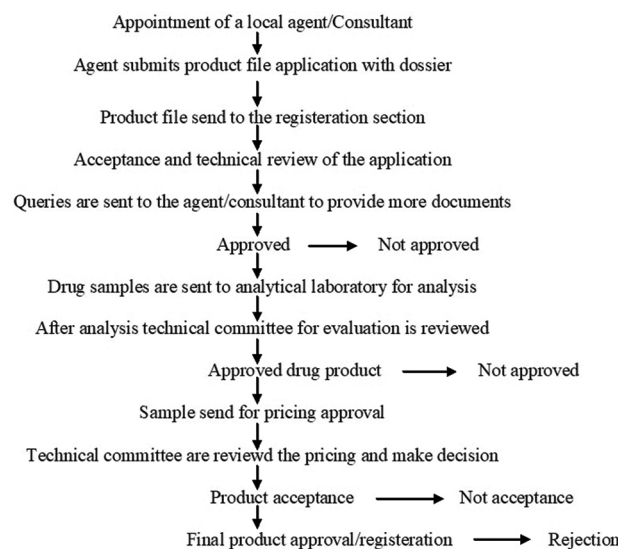 Appointment of a local agent/Consultant
Agent submits product file application with dossier
Product file send to the registeration section
Acceptance and technical review of the application
Queries are sent to the agent/consultant to provide more documents
Approved Not approved
Drug samples are sent to analytical laboratory for analysis
After analysis technical committee for evaluation is reviewed
Approved drug product Not approved
Sample send for pricing approval
Technical committee are reviewd the pricing and make decision
Product acceptance Not acceptance
Final product approval/registeration Rejection